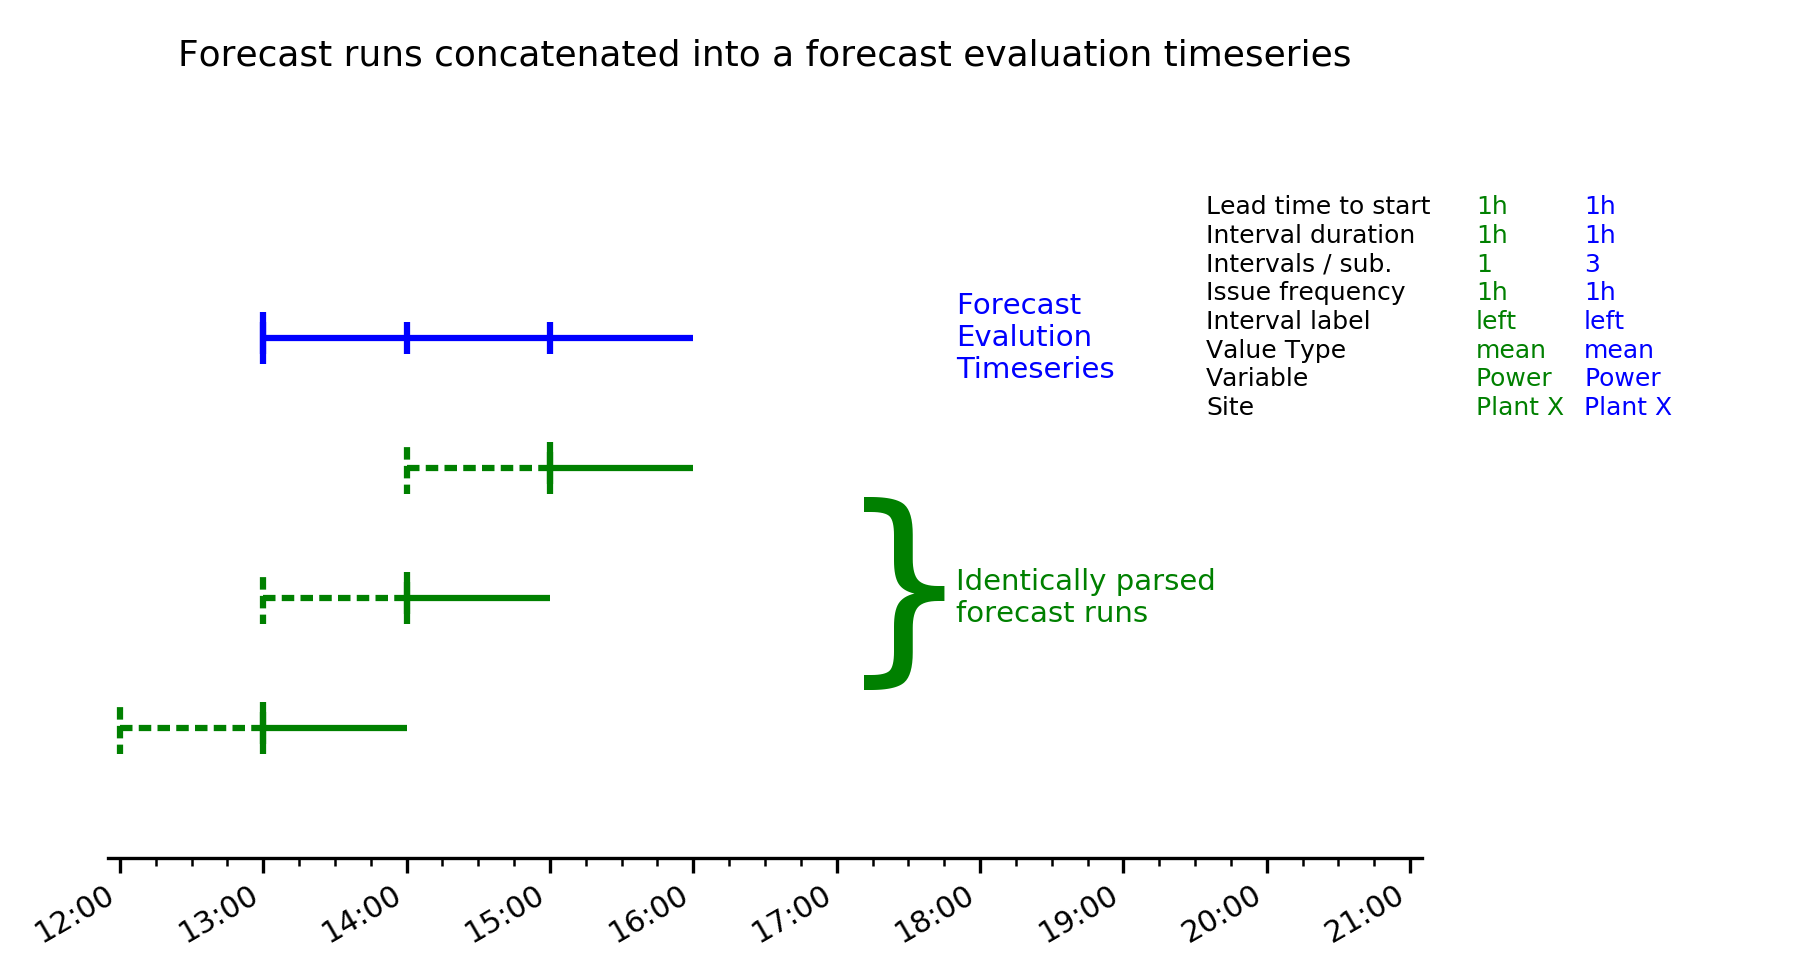 Forecast runs concatenated into a forecast evaluation timeseries
Lead time to start 1h 1h
Interval duration 1h 1h
Intervals / sub. 1 3
Issue frequency 1h 1h
Interval label left left
Value Type mean mean
Variable Power Power
Site Plant X Plant X
Forecast
Evalution
Timeseries
Identically parsed
forecast runs
12:00 13:00 14:00 15:00 16:00 17:00 18:00 19:00 20:00 21:00